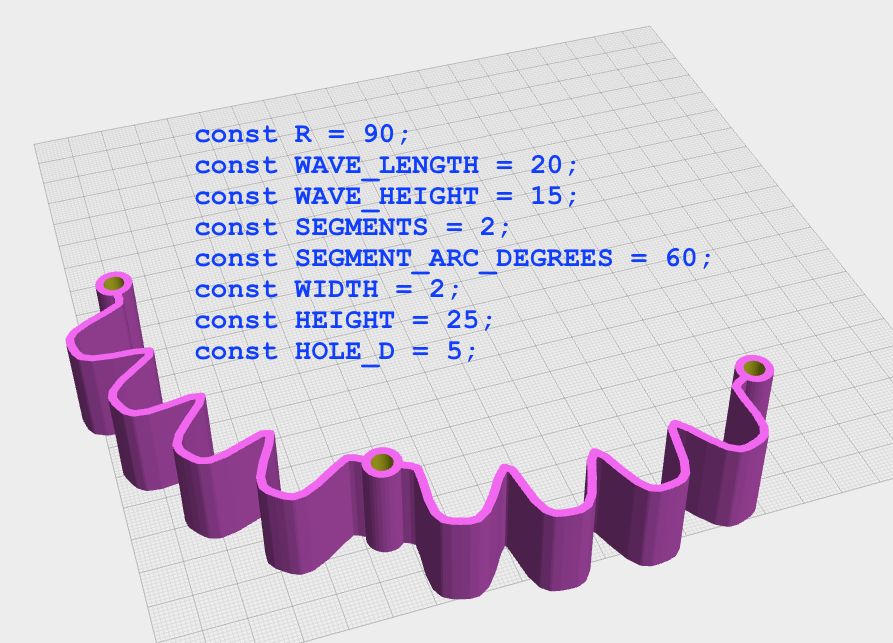 const R = 90;
const WAVE_LENGTH = 20;
const WAVE_HEIGHT = 15;
const SEGMENTS = 2;
const SEGMENT_ARC_DEGREES = 60;
const WIDTH = 2;
const HEIGHT = 25;
const HOLE_D = 5;